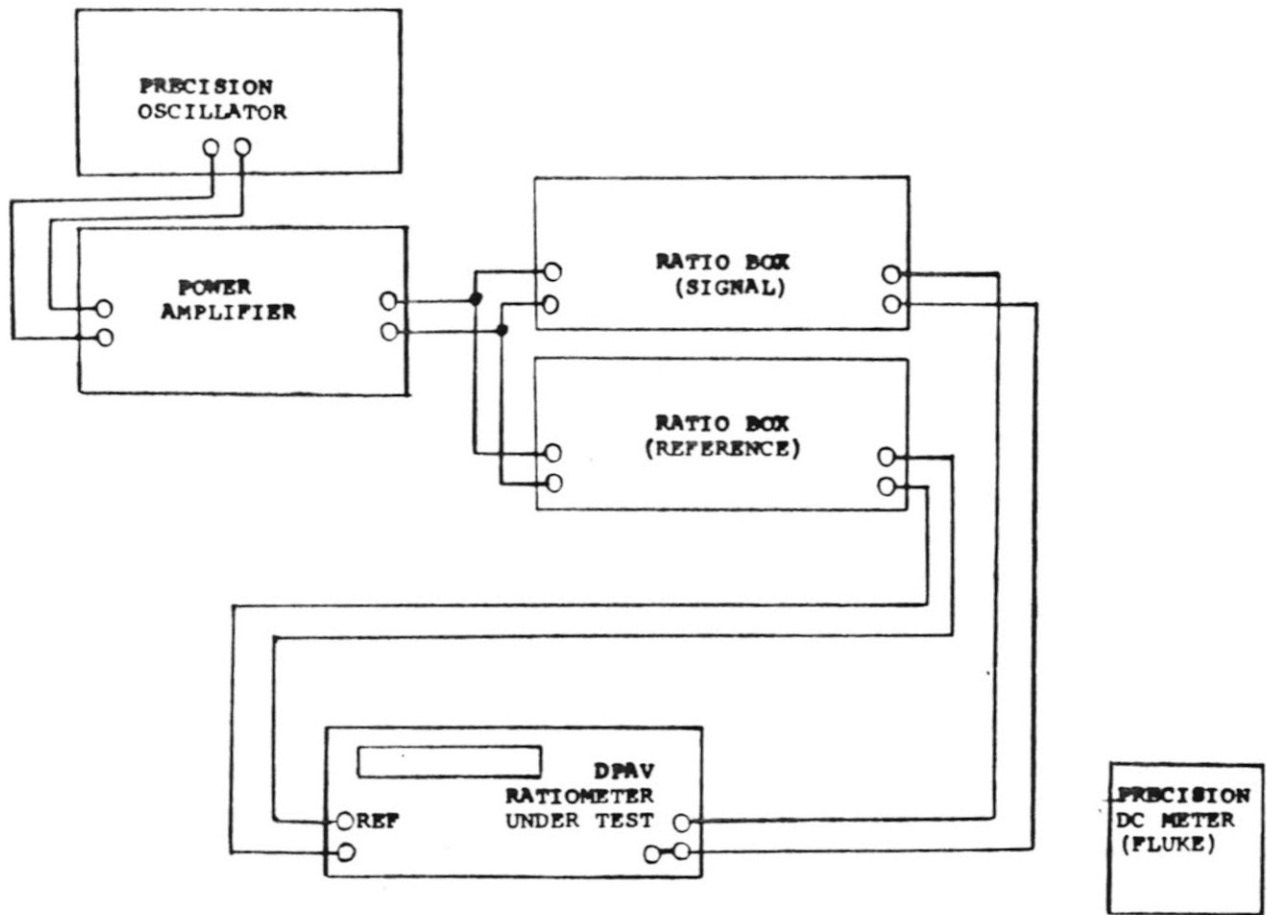 PRECISION
OSCILLATOR
POWER
AMPLIFIER
RATIO BOX
(SIGNAL)
RATIO BOX
(REFERENCE)
DPAV
RATIOMETER
UNDER TEST
REF
PRECISION
DC METER
(FLUKE)